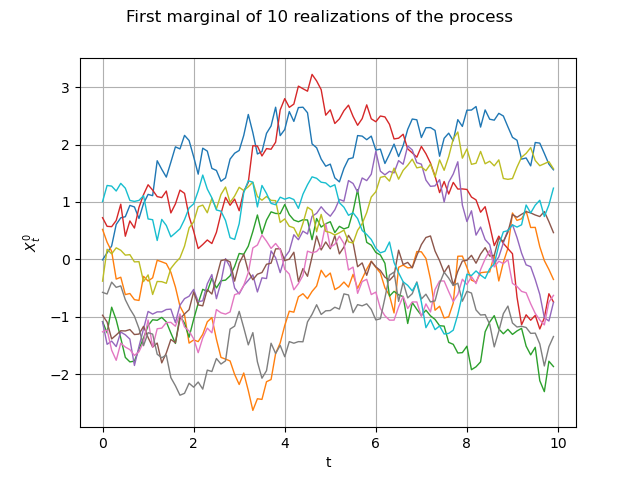 First marginal of 10 realizations of the process
3
2
1
0
−1
−2
X_t^0
0 2 4 6 8 10
t